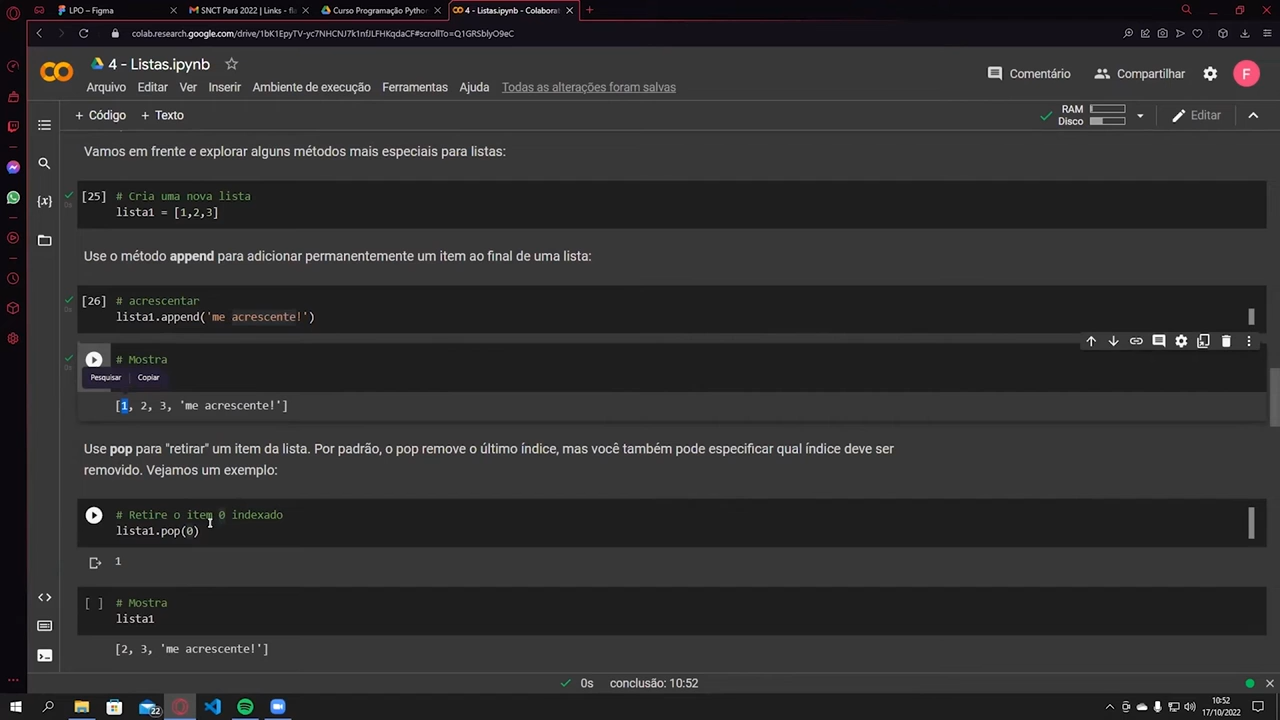 LPO – Figma
SNCT Pará 2022 | Links - fla
Curso Programação Python
4 - Listas.ipynb - Colaborat
colab.research.google.com/drive/1bK1EpyTV-yc7NHCNJ7k1nfJLFHKqdaCF#scrollTo=Q1GRSblyO9eC
4 - Listas.ipynb
Comentário
Compartilhar
F
Arquivo Editar Ver Inserir Ambiente de execução Ferramentas Ajuda Todas as alterações foram salvas
+ Código + Texto
RAM
Disco
Editar
Vamos em frente e explorar alguns métodos mais especiais para listas:
[25] # Cria uma nova lista
lista1 = [1,2,3]
0s
Use o método append para adicionar permanentemente um item ao final de uma lista:
[26] # acrescentar
lista1.append('me acrescente!')
0s
# Mostra
0s
Pesquisar Copiar
[1, 2, 3, 'me acrescente!']
Use pop para "retirar" um item da lista. Por padrão, o pop remove o último índice, mas você também pode especificar qual índice deve ser
removido. Vejamos um exemplo:
# Retire o item 0 indexado
lista1.pop(0)
1
[ ] # Mostra
lista1
[2, 3, 'me acrescente!']
0s conclusão: 10:52
22
10:52
17/10/2022